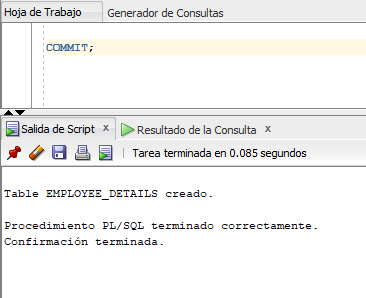 Hoja de Trabajo Generador de Consultas
COMMIT;
Salida de Script x Resultado de la Consulta x
Tarea terminada en 0.085 segundos
Table EMPLOYEE_DETAILS creado.
Procedimiento PL/SQL terminado correctamente.
Confirmación terminada.